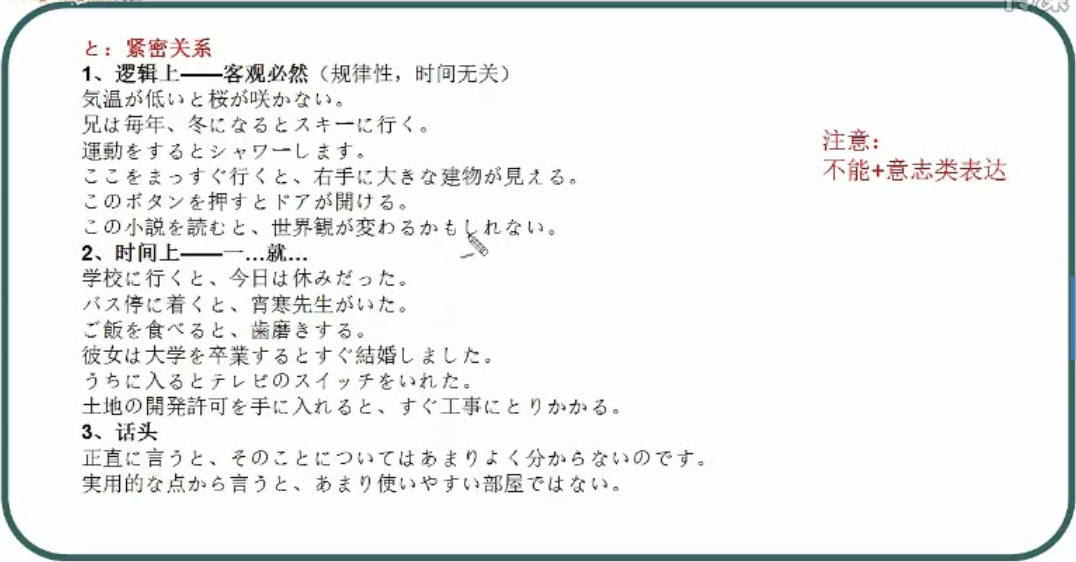 と：紧密关系
1、逻辑上——客观必然（规律性，时间无关）
気温が低いと桜が咲かない。
兄は毎年、冬になるとスキーに行く。
運動をするとシャワーします。
ここをまっすぐ行くと、右手に大きな建物が見える。
このボタンを押すとドアが開ける。
この小説を読むと、世界観が変わるかもしれない。
2、时间上——一…就…
学校に行くと、今日は休みだった。
バス停に着くと、宵寒先生がいた。
ご飯を食べると、歯磨きする。
彼女は大学を卒業するとすぐ結婚しました。
うちに入るとテレビのスイッチをいれた。
土地の開発許可を手に入れると、すぐ工事にとりかかる。
3、话头
正直に言うと、そのことについてはあまりよく分からないのです。
実用的な点から言うと、あまり使いやすい部屋ではない。
注意：
不能+意志类表达